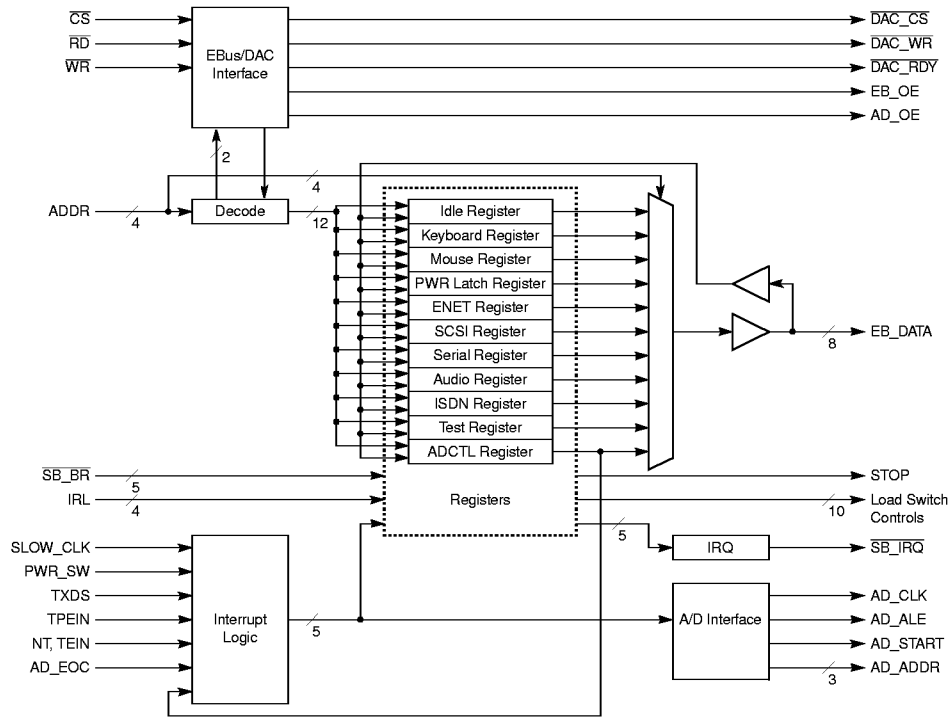 CS
DAC_CS
RD
DAC_WR
EBus/DAC
Interface
WR
DAC_RDY
EB_OE
AD_OE
2
4
ADDR
4
Decode
12
Idle Register
Keyboard Register
Mouse Register
PWR Latch Register
ENET Register
SCSI Register
EB_DATA
8
Serial Register
Audio Register
ISDN Register
Test Register
ADCTL Register
SB_BR
5
STOP
IRL
4
Registers
10
Load Switch
Controls
5
IRQ
SB_IRQ
SLOW_CLK
PWR_SW
TXDS
TPEIN
NT, TEIN
AD_EOC
Interrupt
Logic
5
A/D Interface
AD_CLK
AD_ALE
AD_START
AD_ADDR
3